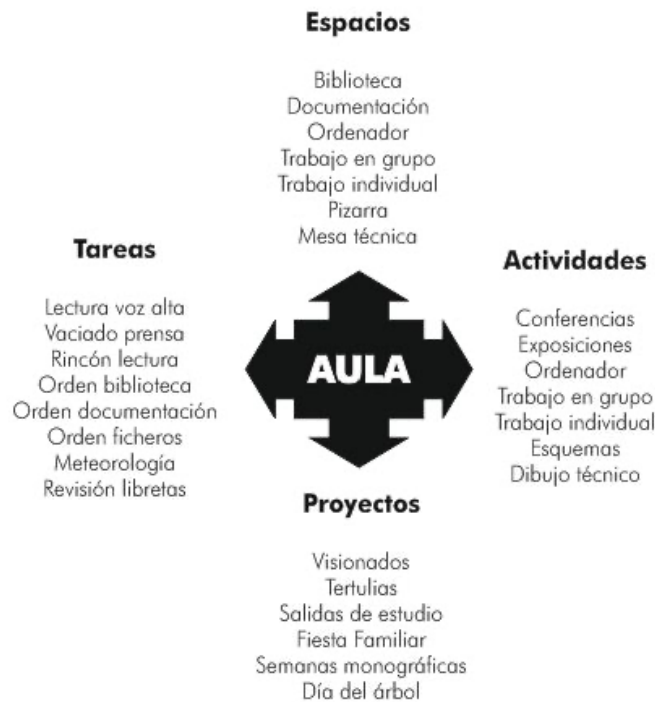 Espacios
Biblioteca
Documentación
Ordenador
Trabajo en grupo
Trabajo individual
Pizarra
Mesa técnica
Tareas
Lectura voz alta
Vaciado prensa
Rincón lectura
Orden biblioteca
Orden documentación
Orden ficheros
Meteorología
Revisión libretas
AULA
Actividades
Conferencias
Exposiciones
Ordenador
Trabajo en grupo
Trabajo individual
Esquemas
Dibujo técnico
Proyectos
Visionados
Tertulias
Salidas de estudio
Fiesta Familiar
Semanas monográficas
Día del árbol